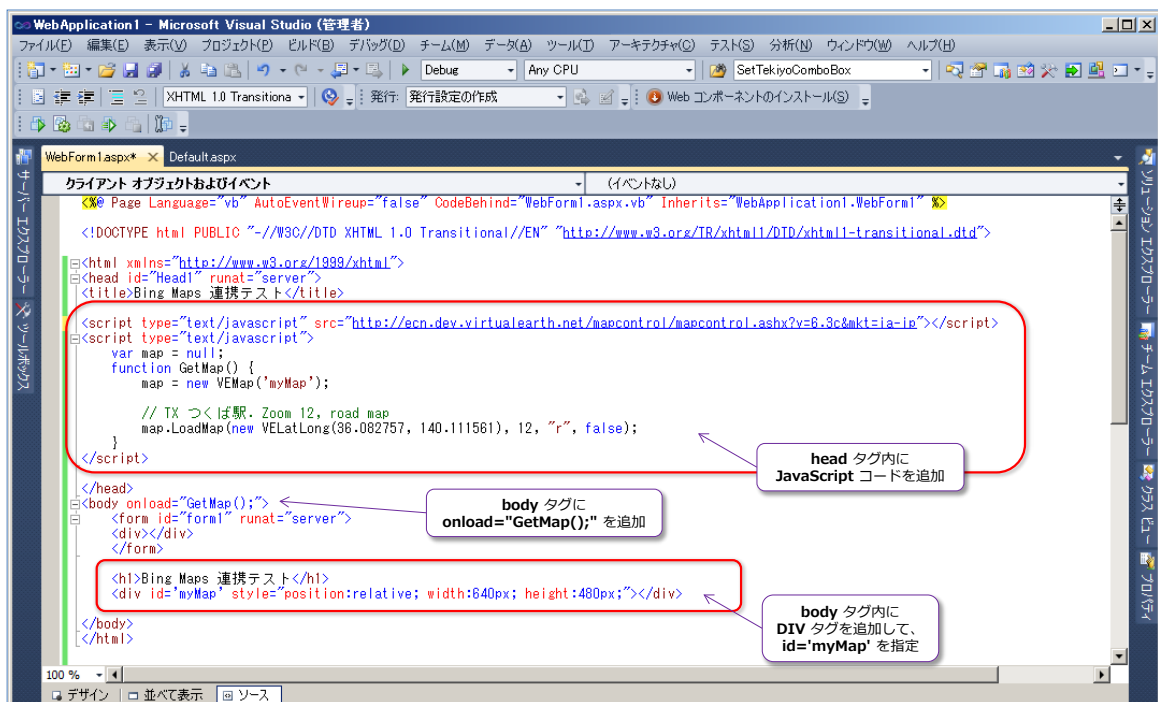 WebApplication1 - Microsoft Visual Studio (管理者)
ファイル(F) 編集(E) 表示(V) プロジェクト(P) ビルド(B) デバッグ(D) チーム(M) データ(A) ツール(T) アーキテクチャ(C) テスト(S) 分析(N) ウィンドウ(W) ヘルプ(H)
Debug Any CPU SetTekiyoComboBox
XHTML 1.0 Transitiona 発行: 発行設定の作成 Web コンポーネントのインストール(S)
WebForm1.aspx* Default.aspx
クライアント オブジェクトおよびイベント (イベントなし)
<%@ Page Language="vb" AutoEventWireup="false" CodeBehind="WebForm1.aspx.vb" Inherits="WebApplication1.WebForm1" %>
<!DOCTYPE html PUBLIC "-//W3C//DTD XHTML 1.0 Transitional//EN" "http://www.w3.org/TR/xhtml1/DTD/xhtml1-transitional.dtd">
<html xmlns="http://www.w3.org/1999/xhtml">
<head id="Head1" runat="server">
<title>Bing Maps 連携テスト</title>
<script type="text/javascript" src="http://ecn.dev.virtualearth.net/mapcontrol/mapcontrol.ashx?v=6.3c&mkt=ja-jp"></script>
<script type="text/javascript">
var map = null;
function GetMap() {
map = new VEMap('myMap');
// TX つくば駅. Zoom 12, road map
map.LoadMap(new VELatLong(36.082757, 140.111561), 12, "r", false);
}
</script>
head タグ内に
JavaScript コードを追加
</head>
<body onload="GetMap();">
<form id="form1" runat="server">
<div></div>
</form>
body タグに
onload="GetMap();" を追加
<h1>Bing Maps 連携テスト</h1>
<div id='myMap' style="position:relative; width:640px; height:480px;"></div>
</body>
</html>
body タグ内に
DIV タグを追加して、
id='myMap' を指定
100 %
デザイン 並べて表示 ソース
サーバー エクスプローラー
ツールボックス
ソリューション エクスプローラー
チーム エクスプローラー
クラス ビュー
プロパティ